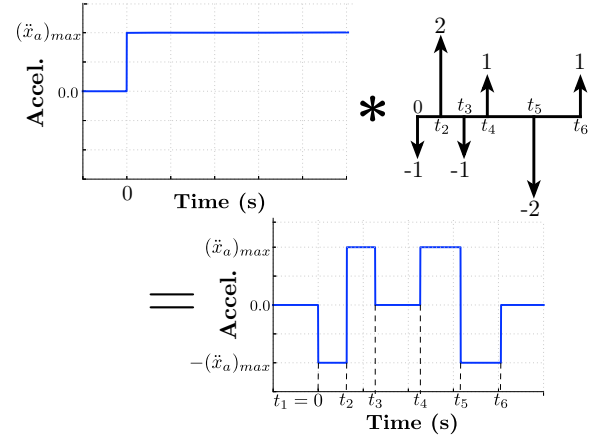 (ẍₐ)ₘₐₓ
Accel.
0.0
0
Time (s)
*
2
1
1
0
t₃
t₅
t₂
t₄
t₆
-1
-1
-2
=
(ẍₐ)ₘₐₓ
Accel.
0.0
−(ẍₐ)ₘₐₓ
t₁ = 0 t₂ t₃ t₄ t₅ t₆
Time (s)